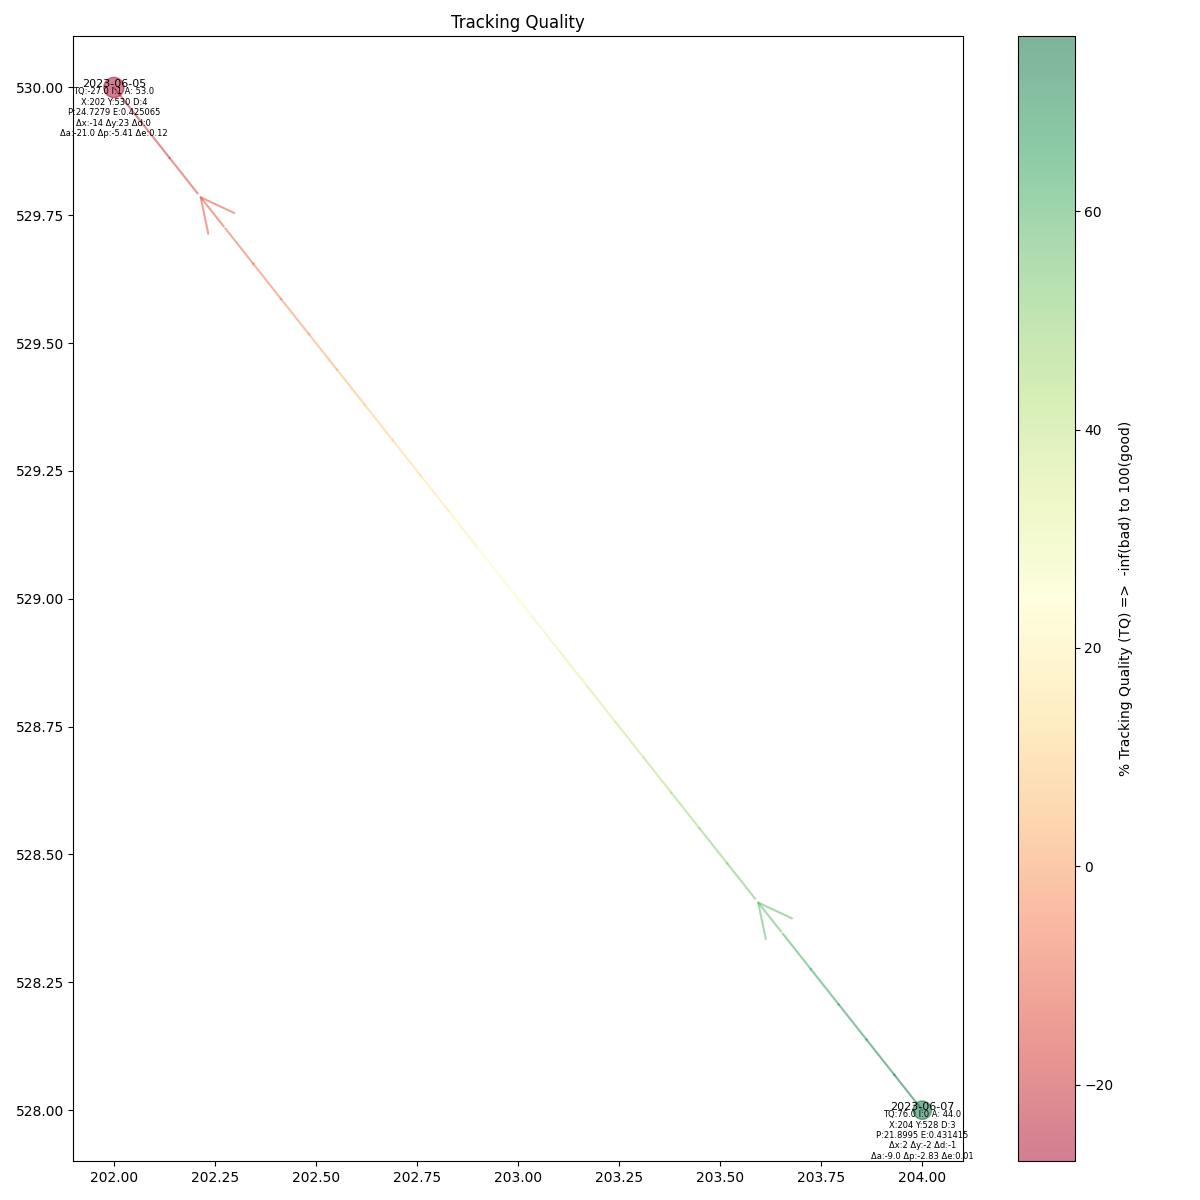 Tracking Quality
530.00
529.75
529.50
529.25
529.00
528.75
528.50
528.25
528.00
2023-06-05
TQ:-27.0 I:1 A: 53.0
X:202 Y:530 D:4
P:24.7279 E:0.425065
Δx:-14 Δy:23 Δd:0
Δa:-21.0 Δp:-5.41 Δe:0.12
2023-06-07
TQ:76.0 I:0 A: 44.0
X:204 Y:528 D:3
P:21.8995 E:0.431415
Δx:2 Δy:-2 Δd:-1
Δa:-9.0 Δp:-2.83 Δe:0.01
202.00 202.25 202.50 202.75 203.00 203.25 203.50 203.75 204.00
60
40
20
0
−20
% Tracking Quality (TQ) => -inf(bad) to 100(good)